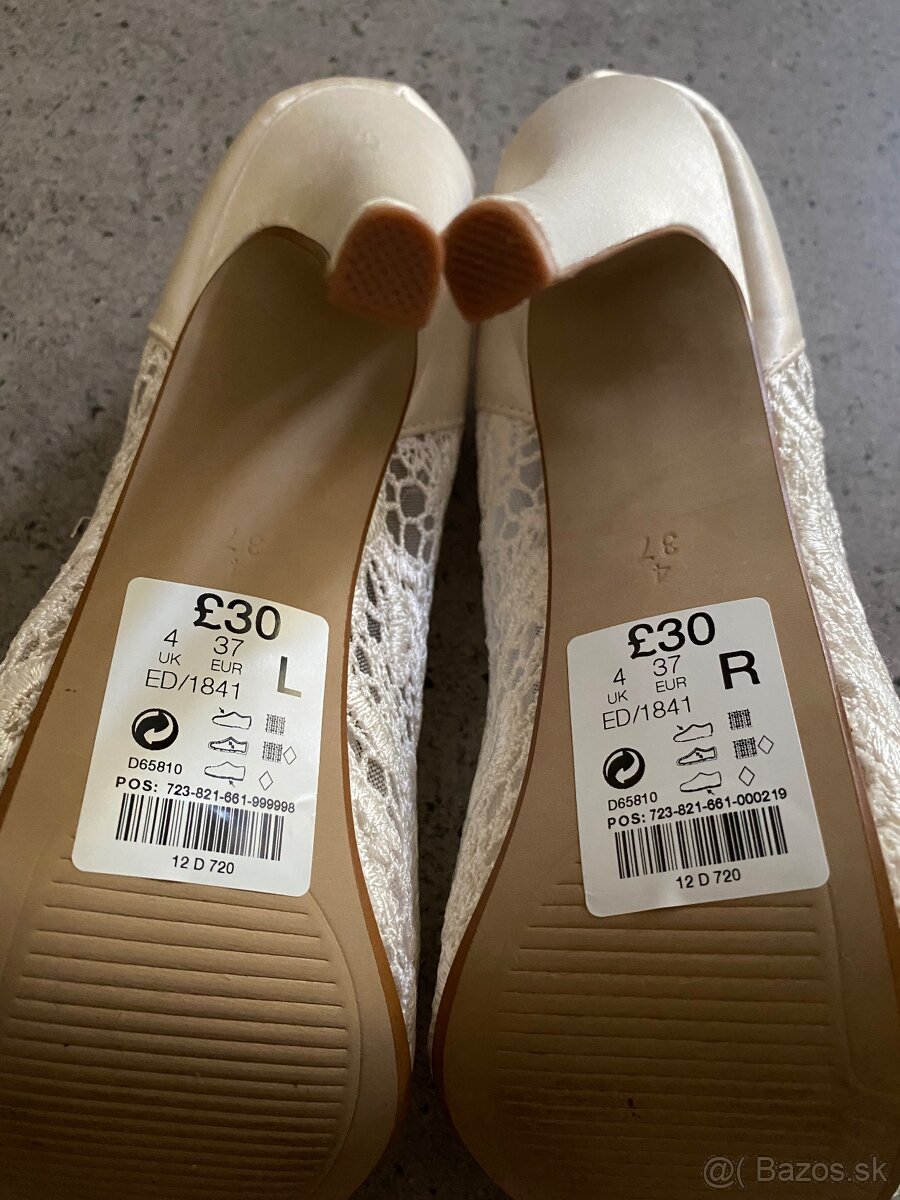 37
£30
4 37
UK EUR
L
ED/1841
D65810
POS: 723-821-661-999998
12 D 720
4
37
£30
4 37
UK EUR
R
ED/1841
D65810
POS: 723-821-661-000219
12 D 720
@( Bazos.sk